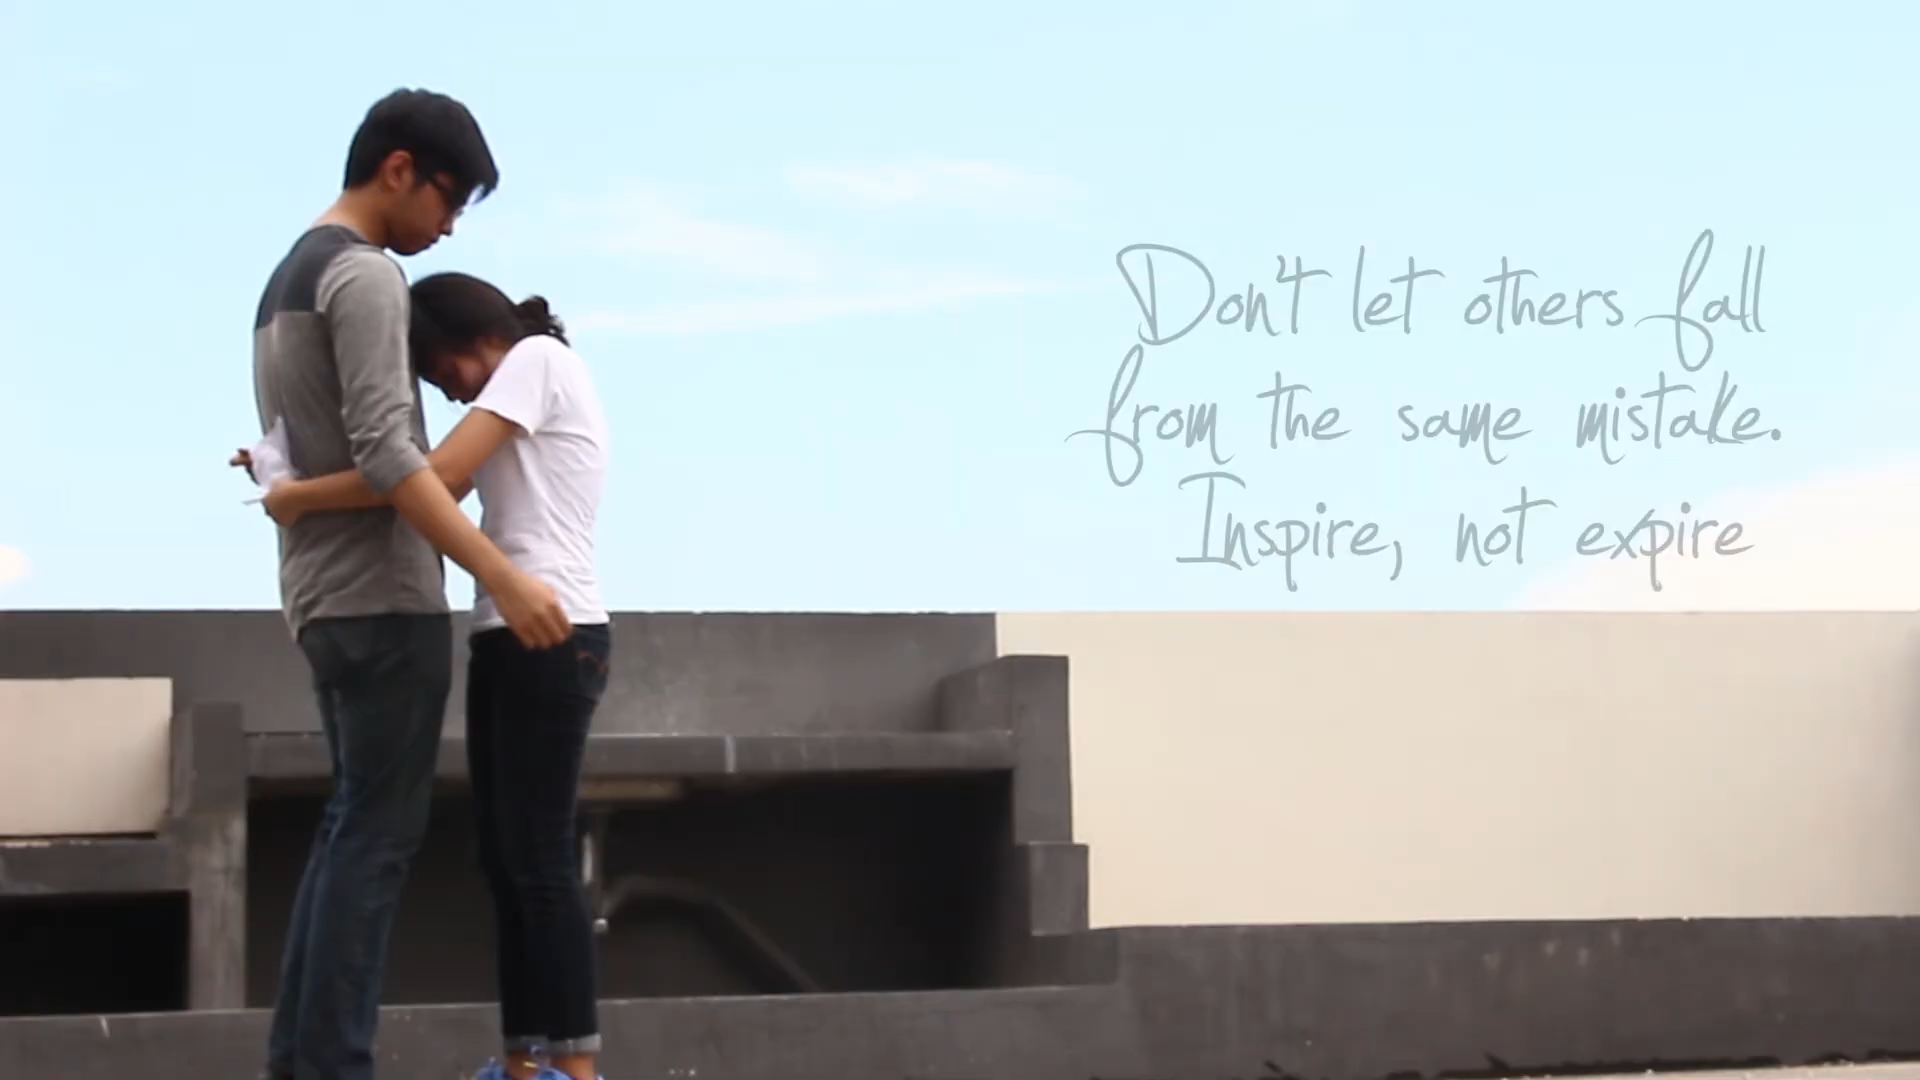 Don't let others fall
from the same mistake.
Inspire, not expire